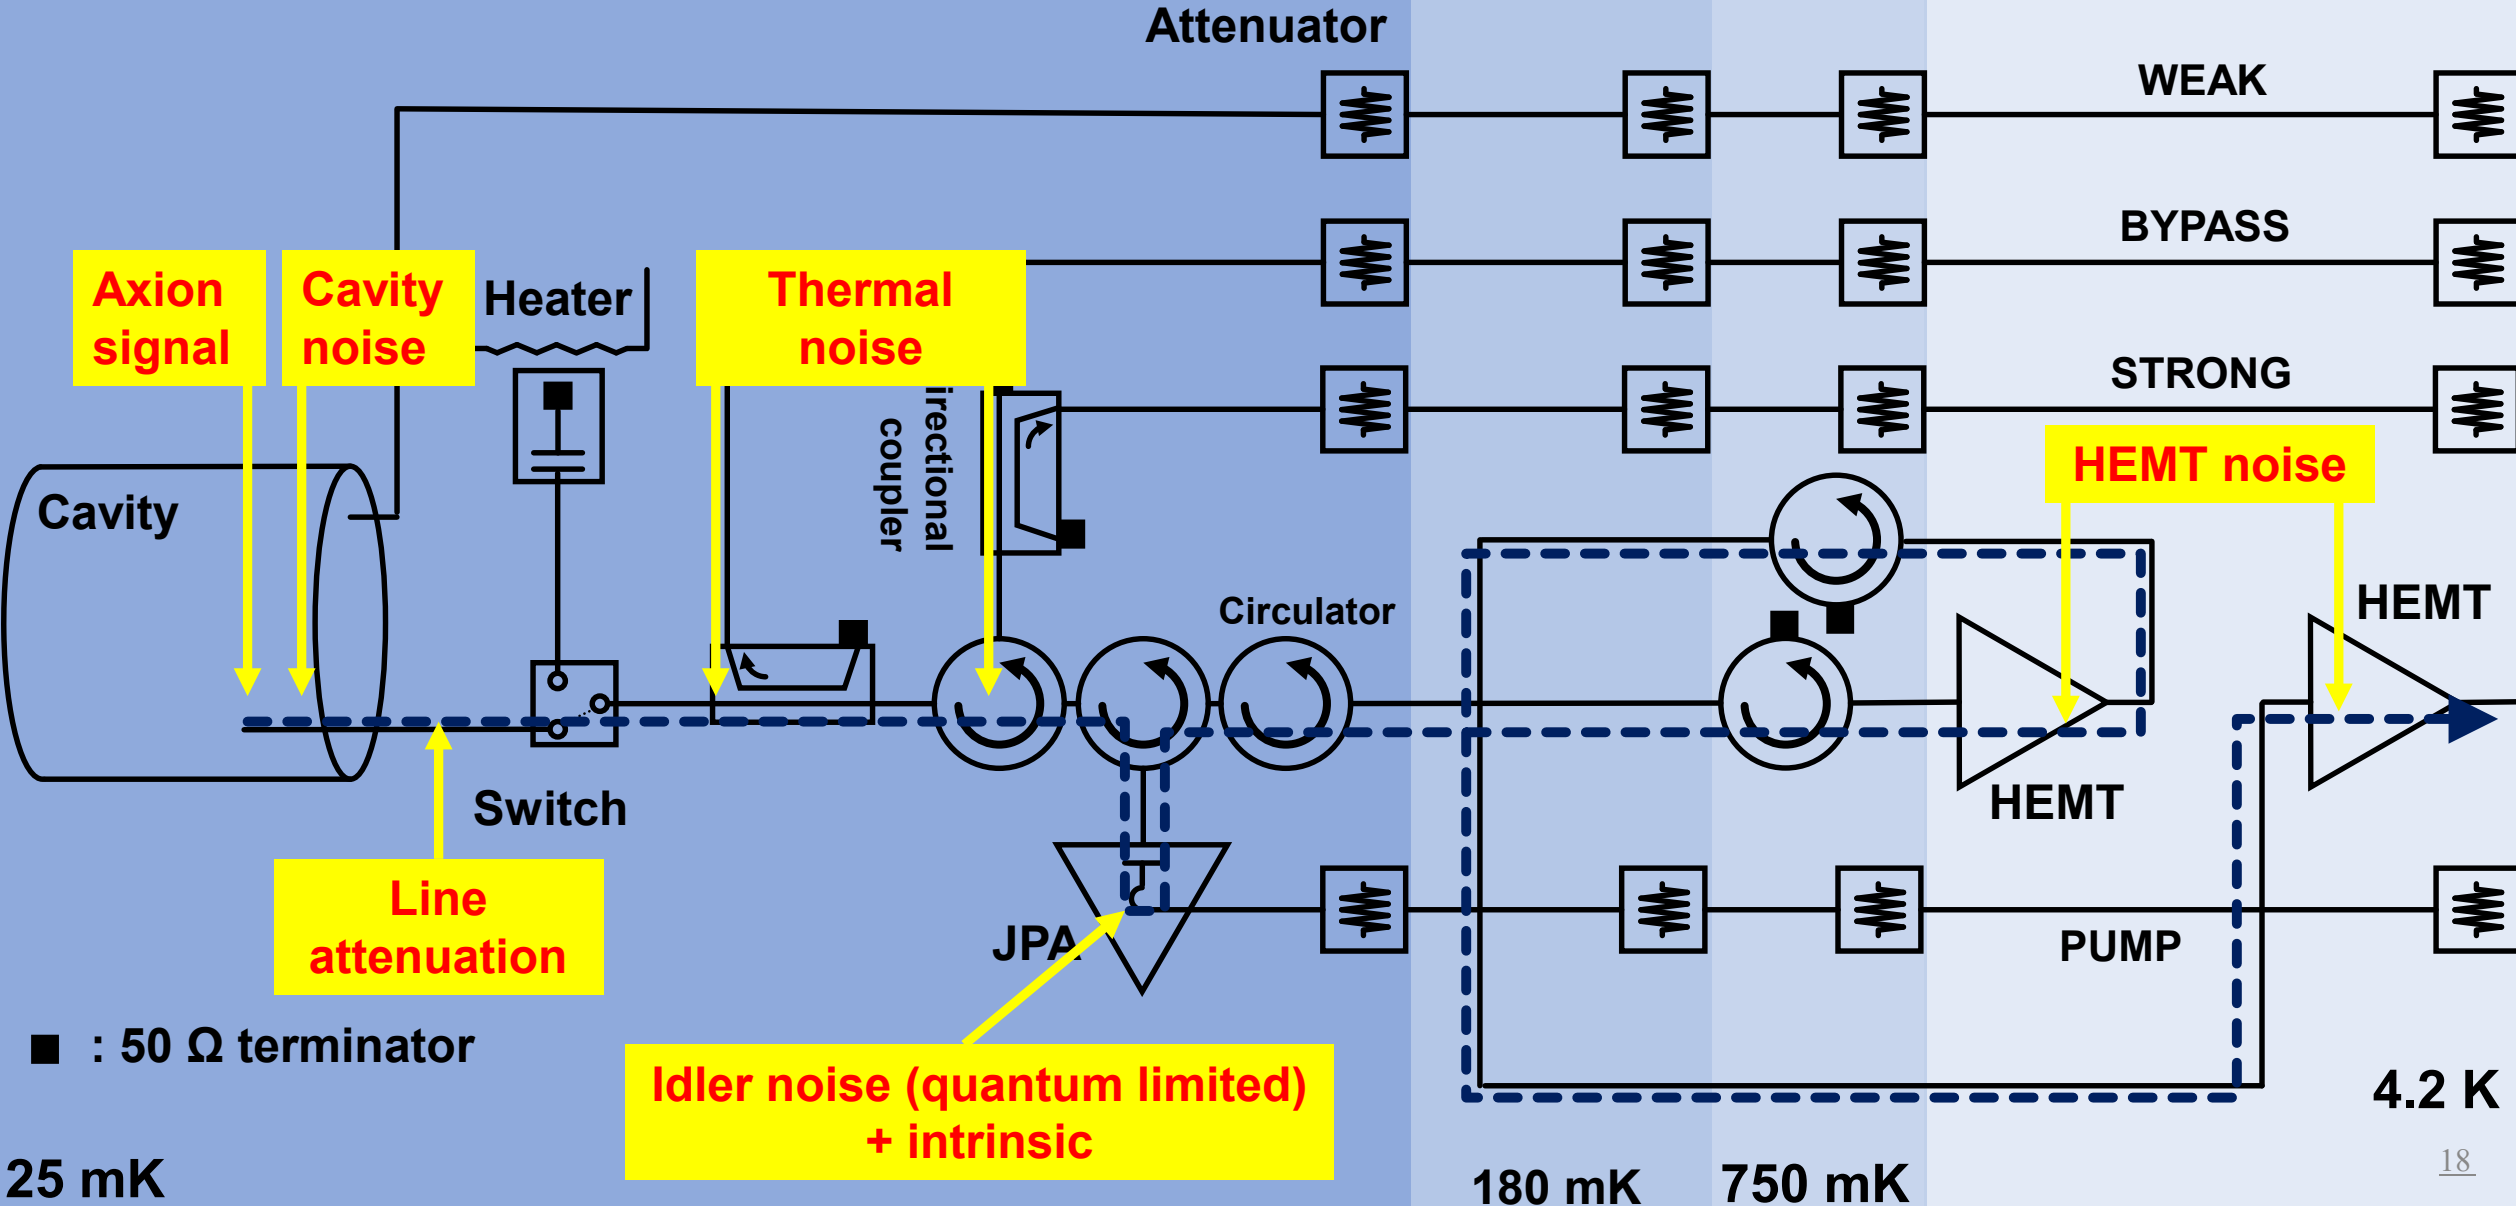 Attenuator
WEAK
BYPASS
STRONG
Axion
signal
Cavity
noise
Heater
Thermal
noise
irectional
coupler
HEMT noise
Cavity
Circulator
HEMT
Switch
HEMT
Line
attenuation
JPA
PUMP
■ : 50 Ω terminator
Idler noise (quantum limited)
+ intrinsic
4.2 K
25 mK
180 mK
750 mK
18